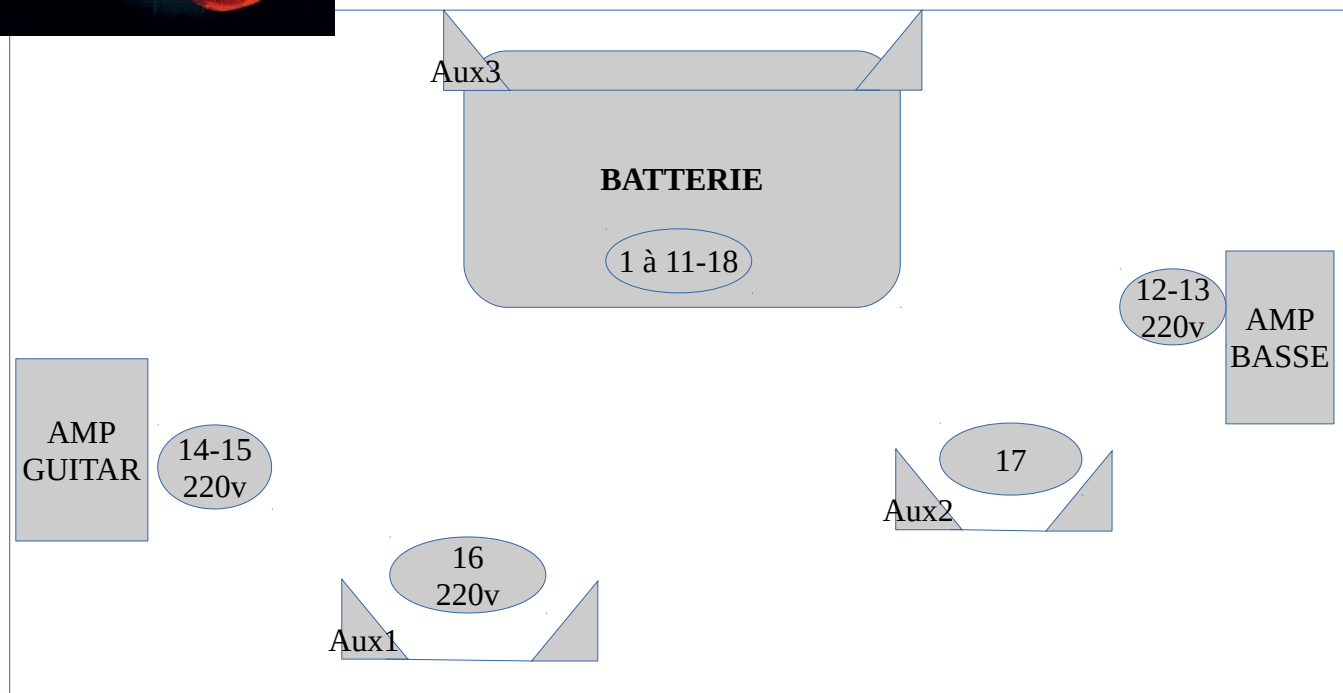 Aux3
BATTERIE
1 à 11-18
12-13
220v
AMP
BASSE
AMP
GUITAR
14-15
220v
17
Aux2
16
220v
Aux1